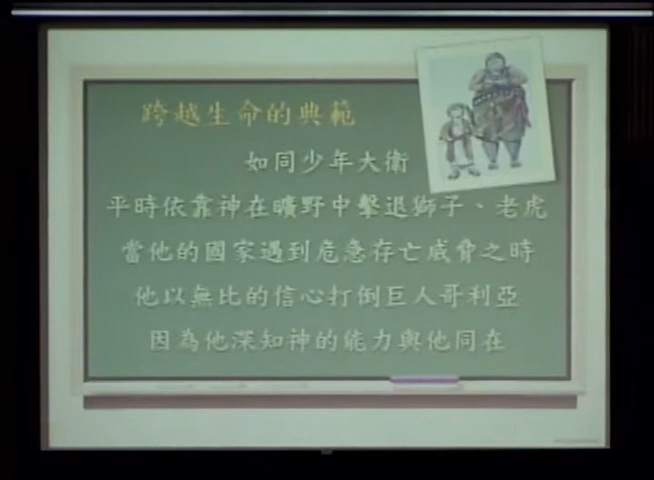 跨越生命的典範
如同少年大衛
平時依靠神在曠野中擊退獅子、老虎
當他的國家遇到危急存亡威脅之時
他以無比的信心打倒巨人哥利亞
因為他深知神的能力與他同在